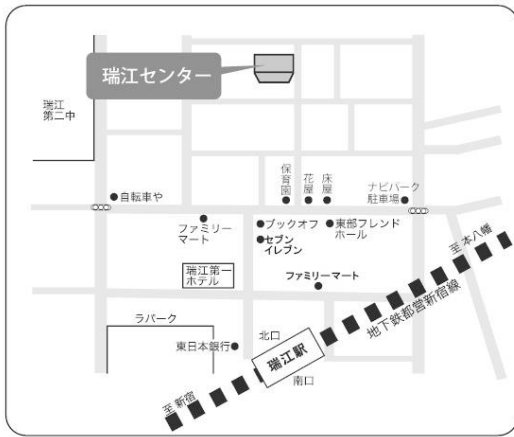 瑞江センター
瑞江
第二中
保育園
花屋
床屋
ナビパーク
駐車場
自転車や
ファミリー
マート
ブックオフ
セブン
イレブン
東部フレンド
ホール
瑞江第一
ホテル
ファミリーマート
至本八幡
地下鉄都営新宿線
ラパーク
北口
東日本銀行
瑞江駅
南口
至新宿